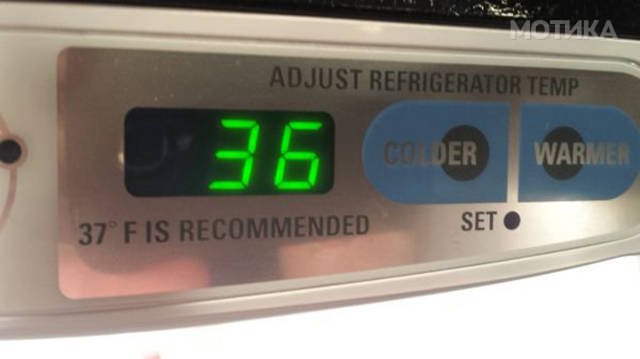 МОТИКА
ADJUST REFRIGERATOR TEMP
36
COLDER
WARMER
37° F IS RECOMMENDED
SET